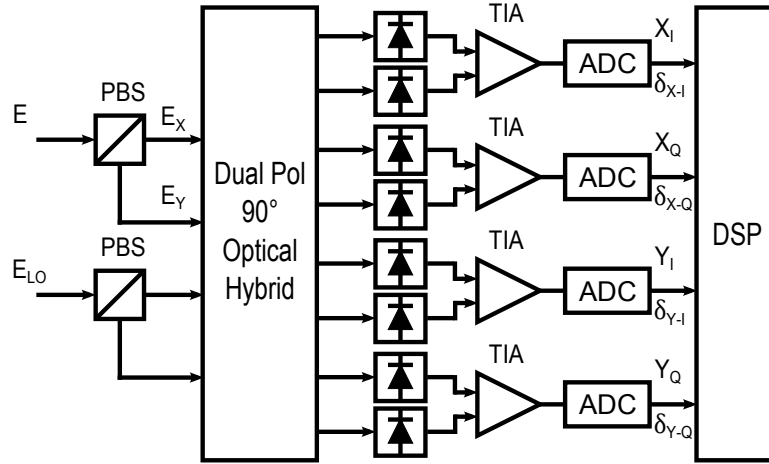 TIA
X_I
ADC
δ_X-I
PBS
E
E_X
TIA
X_Q
ADC
δ_X-Q
E_Y
Dual Pol
90°
Optical
Hybrid
DSP
PBS
E_LO
TIA
Y_I
ADC
δ_Y-I
TIA
Y_Q
ADC
δ_Y-Q